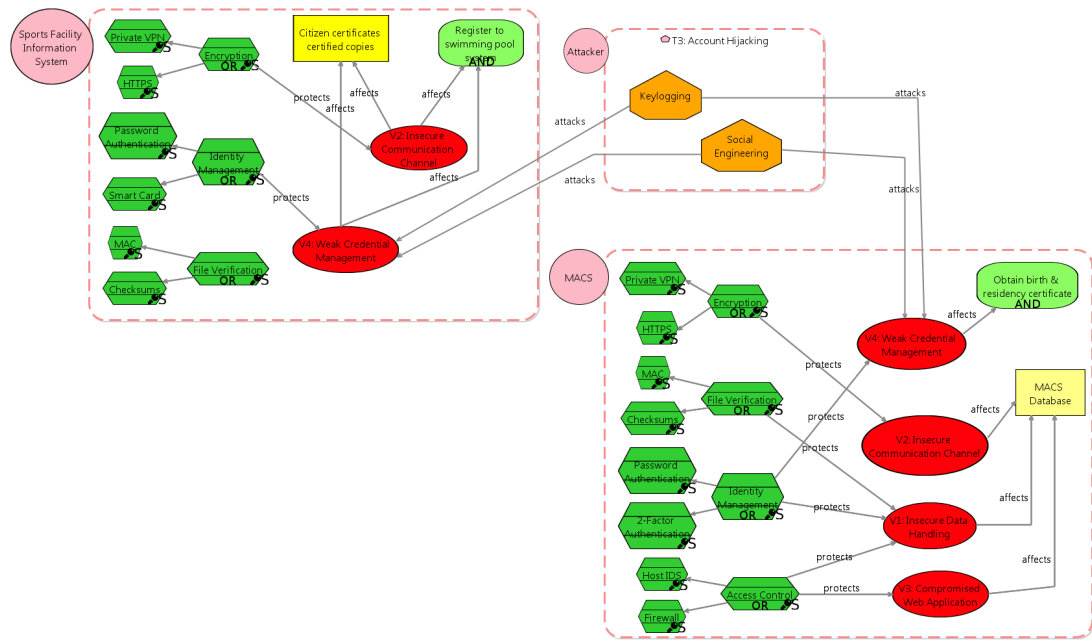 Sports Facility
Information
System
Private VPN
S
Encryption
OR S
HTTPS
S
Citizen certificates
certified copies
Register to
swimming pool
system
AND
protects
affects
affects
affects
V2: Insecure
Communication
Channel
Password
Authentication
S
Identity
Management
OR S
Smart Card
S
protects
affects
V4: Weak Credential
Management
MAC
S
File Verification
OR S
Checksums
S
Attacker
T3: Account Hijacking
Keylogging
Social
Engineering
attacks
attacks
attacks
attacks
MACS
Private VPN
S
Encryption
OR S
HTTPS
S
Obtain birth &
residency certificate
AND
affects
V4: Weak Credential
Management
protects
MAC
S
File Verification
OR S
Checksums
S
MACS
Database
affects
protects
V2: Insecure
Communication Channel
protects
Password
Authentication
S
Identity
Management
OR S
2-Factor
Authentication
S
protects
V1: Insecure Data
Handling
affects
Host IDS
S
Access Control
OR S
Firewall
S
protects
protects
V3: Compromised
Web Application
affects